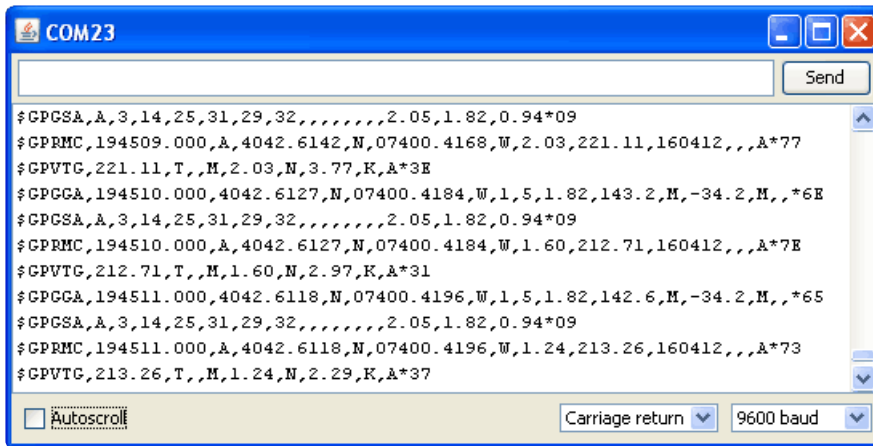 COM23
Send
$GPGSA,A,3,14,25,31,29,32,,,,,,,,2.05,1.82,0.94*09
$GPRMC,194509.000,A,4042.6142,N,07400.4168,W,2.03,221.11,160412,,,A*77
$GPVTG,221.11,T,,M,2.03,N,3.77,K,A*3E
$GPGGA,194510.000,4042.6127,N,07400.4184,W,1,5,1.82,143.2,M,-34.2,M,,*6E
$GPGSA,A,3,14,25,31,29,32,,,,,,,,2.05,1.82,0.94*09
$GPRMC,194510.000,A,4042.6127,N,07400.4184,W,1.60,212.71,160412,,,A*7E
$GPVTG,212.71,T,,M,1.60,N,2.97,K,A*31
$GPGGA,194511.000,4042.6118,N,07400.4196,W,1,5,1.82,142.6,M,-34.2,M,,*65
$GPGSA,A,3,14,25,31,29,32,,,,,,,,2.05,1.82,0.94*09
$GPRMC,194511.000,A,4042.6118,N,07400.4196,W,1.24,213.26,160412,,,A*73
$GPVTG,213.26,T,,M,1.24,N,2.29,K,A*37
Autoscroll Carriage return 9600 baud